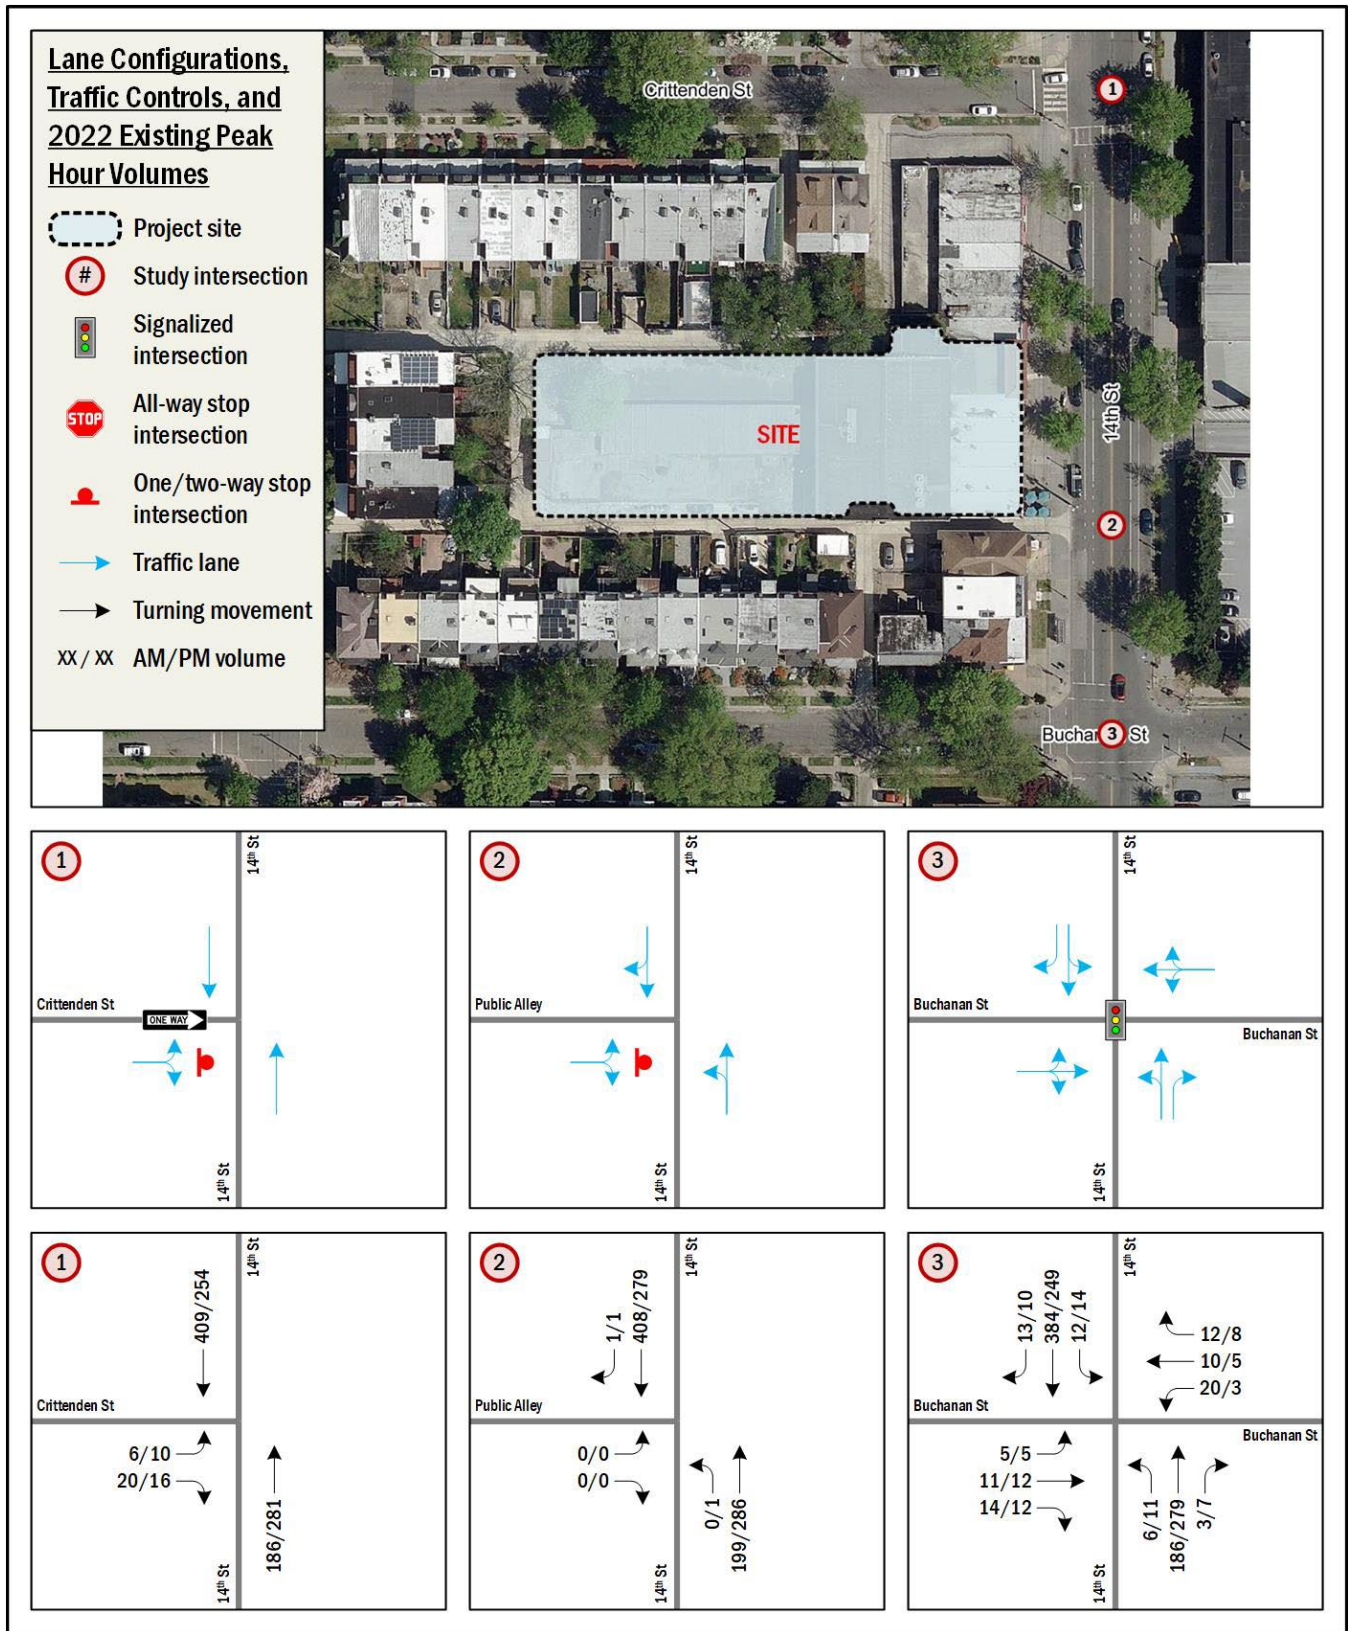 Lane Configurations,
Traffic Controls, and
2022 Existing Peak
Hour Volumes
Project site
#
Study intersection
Signalized
intersection
STOP
All-way stop
intersection
One/two-way stop
intersection
Traffic lane
Turning movement
XX / XX
AM/PM volume
Crittenden St
1
SITE
14th St
2
Buchanan St
3
1
14th St
Crittenden St
ONE WAY
14th St
2
14th St
Public Alley
14th St
3
14th St
Buchanan St
Buchanan St
14th St
1
14th St
409/254
Crittenden St
6/10
20/16
186/281
14th St
2
14th St
1/1
408/279
Public Alley
0/0
0/0
0/1
199/286
14th St
3
14th St
13/10
384/249
12/14
12/8
10/5
20/3
Buchanan St
Buchanan St
5/5
11/12
14/12
6/11
186/279
3/7
14th St